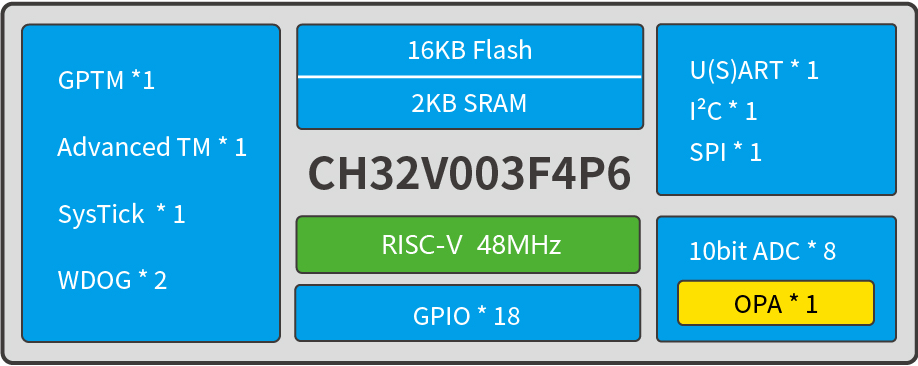 GPTM *1
Advanced TM * 1
SysTick * 1
WDOG * 2
16KB Flash
2KB SRAM
CH32V003F4P6
RISC-V 48MHz
GPIO * 18
U(S)ART * 1
I²C * 1
SPI * 1
10bit ADC * 8
OPA * 1